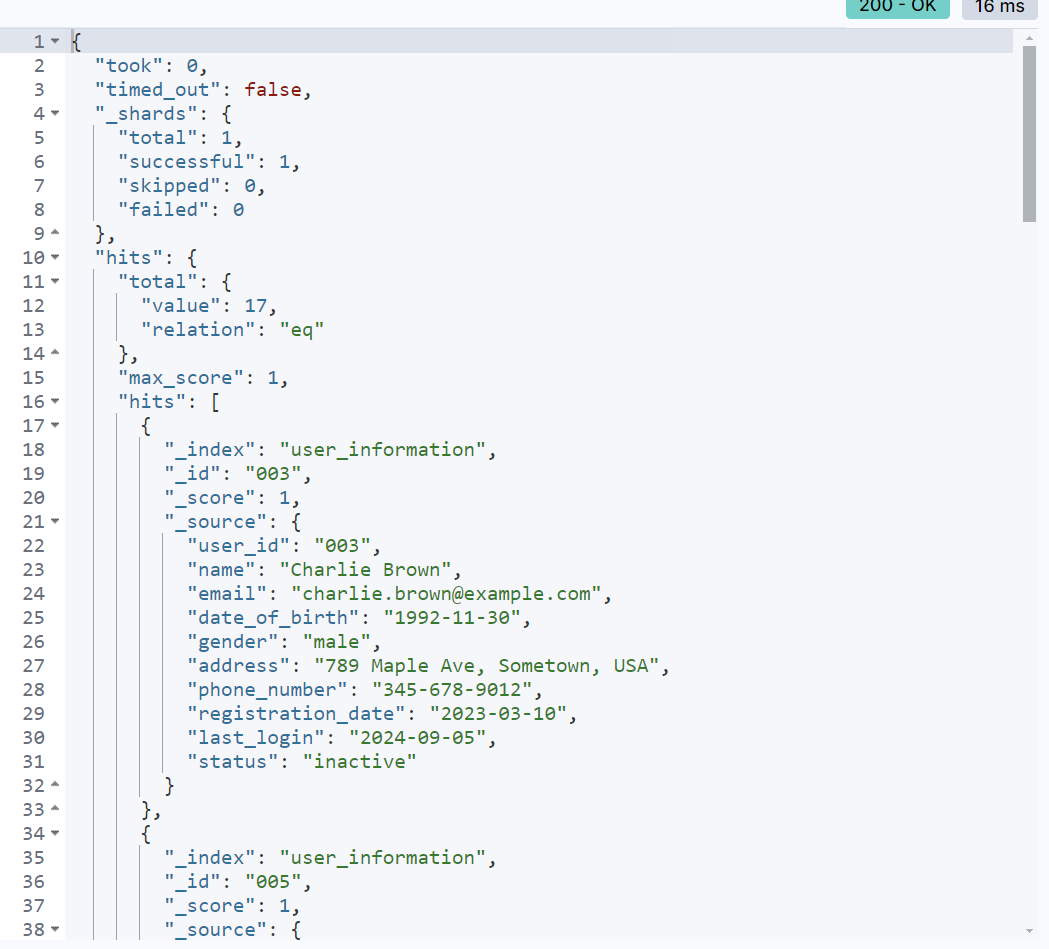 200 - OK 16 ms
1 {
2 "took": 0,
3 "timed_out": false,
4 "_shards": {
5 "total": 1,
6 "successful": 1,
7 "skipped": 0,
8 "failed": 0
9 },
10 "hits": {
11 "total": {
12 "value": 17,
13 "relation": "eq"
14 },
15 "max_score": 1,
16 "hits": [
17 {
18 "_index": "user_information",
19 "_id": "003",
20 "_score": 1,
21 "_source": {
22 "user_id": "003",
23 "name": "Charlie Brown",
24 "email": "charlie.brown@example.com",
25 "date_of_birth": "1992-11-30",
26 "gender": "male",
27 "address": "789 Maple Ave, Sometown, USA",
28 "phone_number": "345-678-9012",
29 "registration_date": "2023-03-10",
30 "last_login": "2024-09-05",
31 "status": "inactive"
32 }
33 },
34 {
35 "_index": "user_information",
36 "_id": "005",
37 "_score": 1,
38 "_source": {